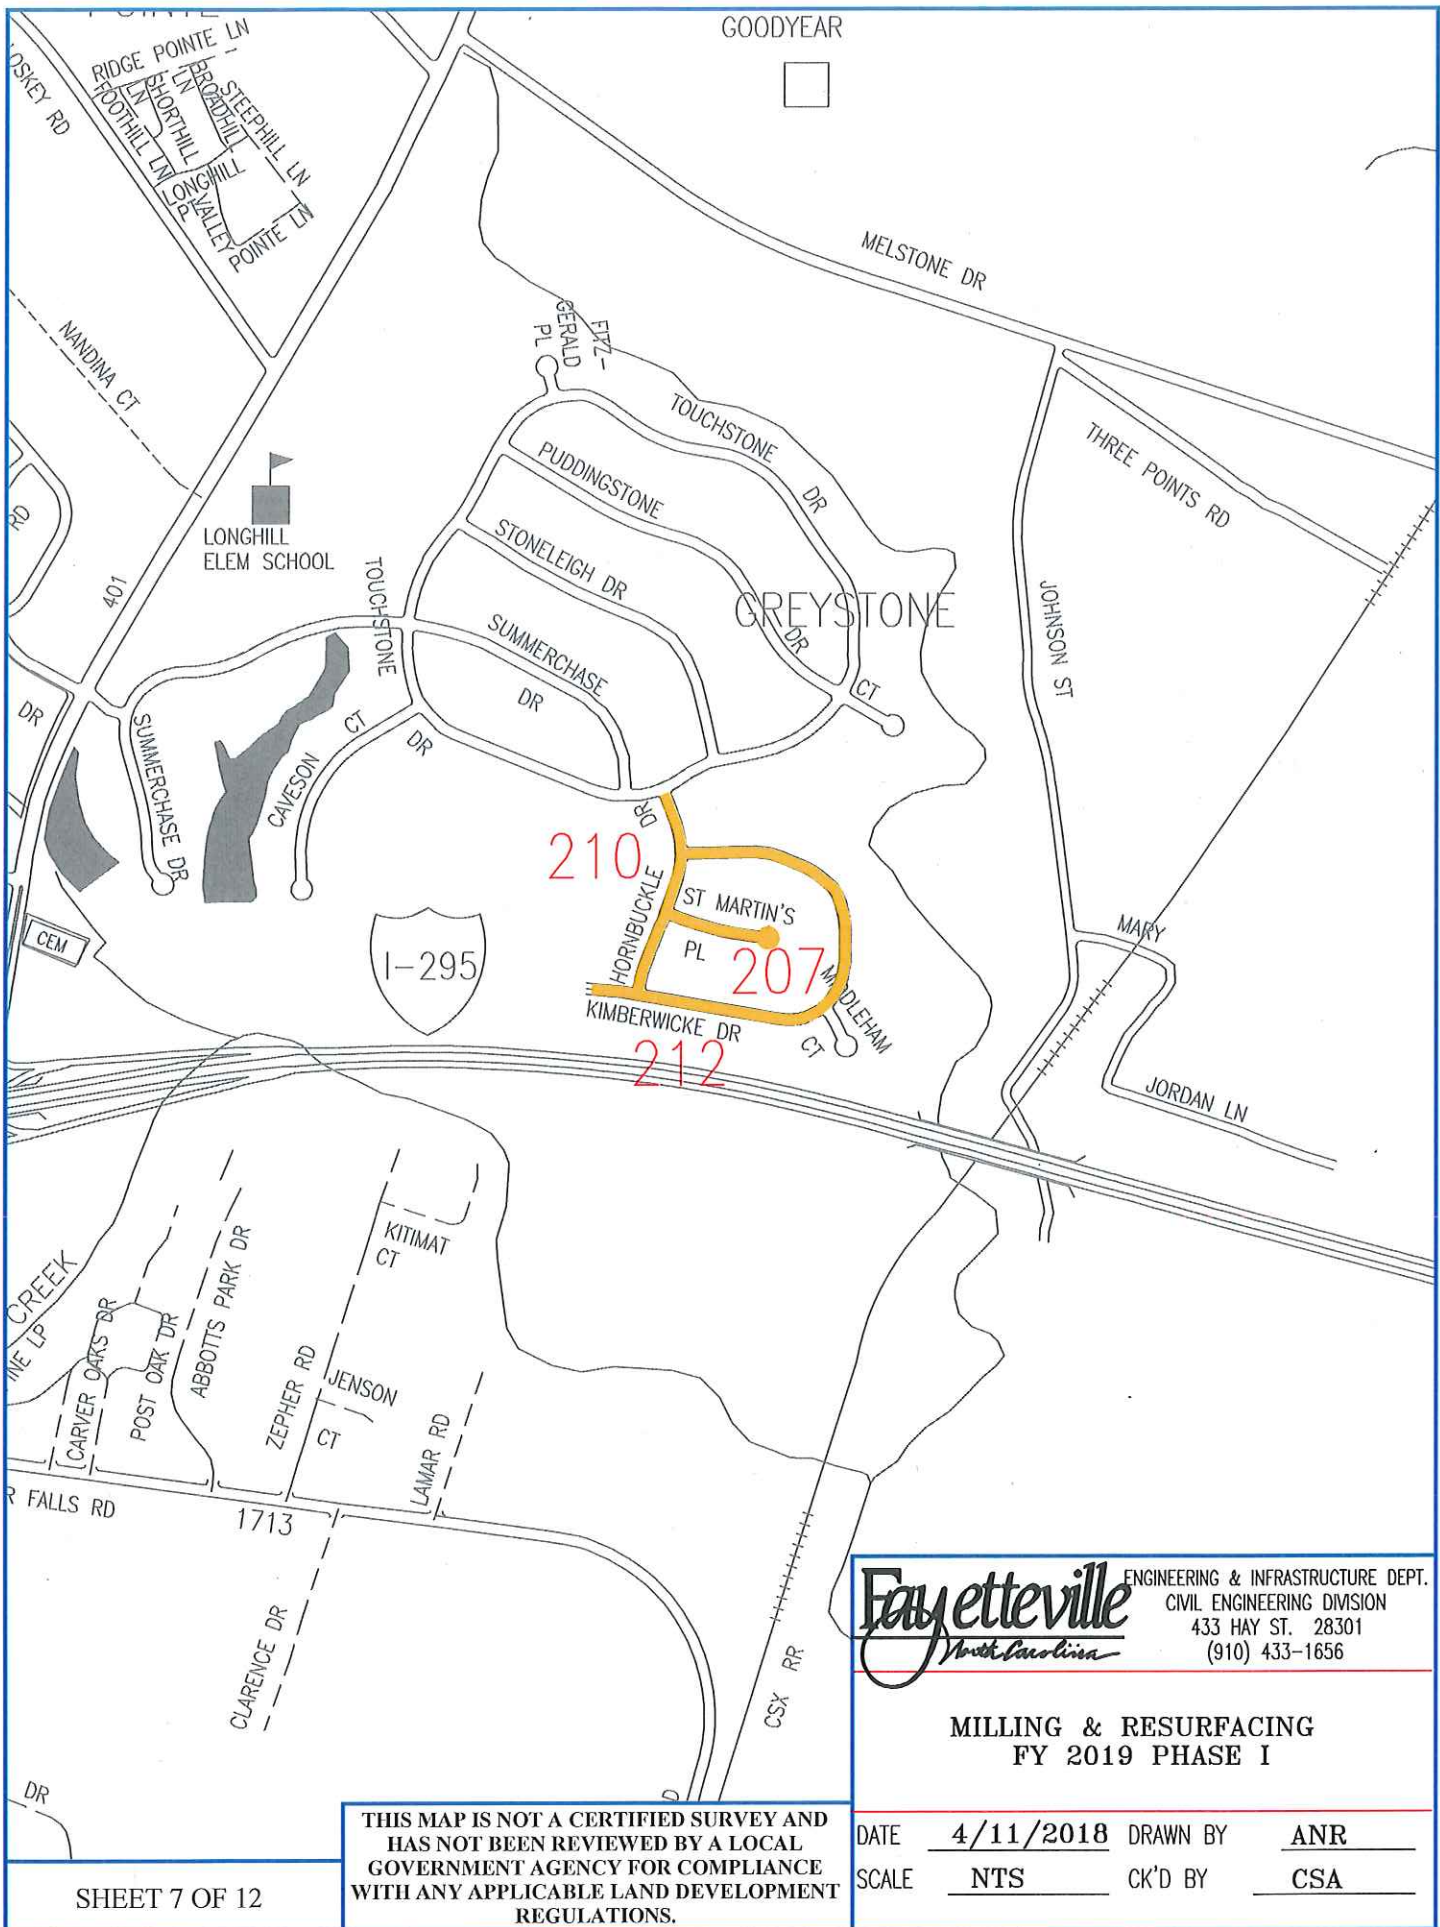 GOODYEAR
RIDGE POINTE LN
FOOTHILL LN
SHORTHILL
LN
BROADHILL
LN
STEEPHILL LN
LONGHILL
PL
VALLEY
POINTE LN
MELSTONE DR
NANDINA CT
FITZ-
GERALD
PL
TOUCHSTONE
DR
PUDDINGSTONE
DR
THREE POINTS RD
STONELEIGH DR
LONGHILL
ELEM SCHOOL
RD
401
TOUCHSTONE
DR
GREYSTONE
JOHNSON ST
SUMMERCHASE
DR
CT
DR
SUMMERCHASE DR
CAVESON
CT
210
HORNBUCKLE
DR
ST MARTIN'S
PL
207
CEM
I-295
MIDDLEHAM
CT
KIMBERWICKE DR
212
MARY
JORDAN LN
KITIMAT
CT
CREEK
LP
CARVER OAKS DR
POST OAK DR
ABBOTTS PARK DR
ZEPHER RD
JENSON
CT
LAMAR RD
FALLS RD
1713
CLARENCE DR
CSX RR
DR
Fayetteville
North Carolina
ENGINEERING & INFRASTRUCTURE DEPT.
CIVIL ENGINEERING DIVISION
433 HAY ST. 28301
(910) 433-1656
MILLING & RESURFACING
FY 2019 PHASE I
DATE 4/11/2018 DRAWN BY ANR
SCALE NTS CK'D BY CSA
THIS MAP IS NOT A CERTIFIED SURVEY AND
HAS NOT BEEN REVIEWED BY A LOCAL
GOVERNMENT AGENCY FOR COMPLIANCE
WITH ANY APPLICABLE LAND DEVELOPMENT
REGULATIONS.
SHEET 7 OF 12